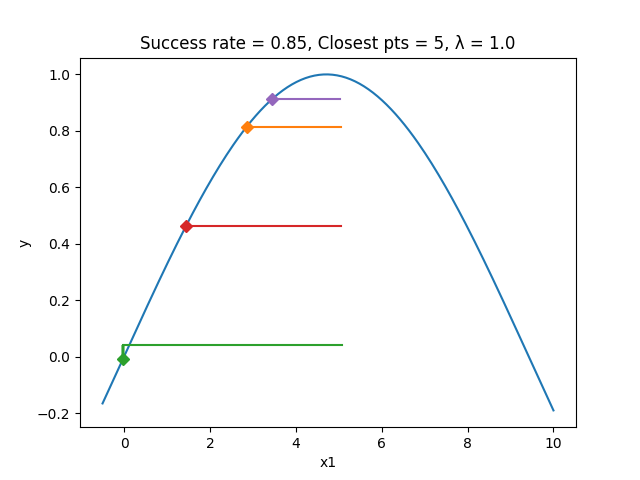 Success rate = 0.85, Closest pts = 5, λ = 1.0
1.0
0.8
0.6
0.4
0.2
0.0
−0.2
y
0 2 4 6 8 10
x1